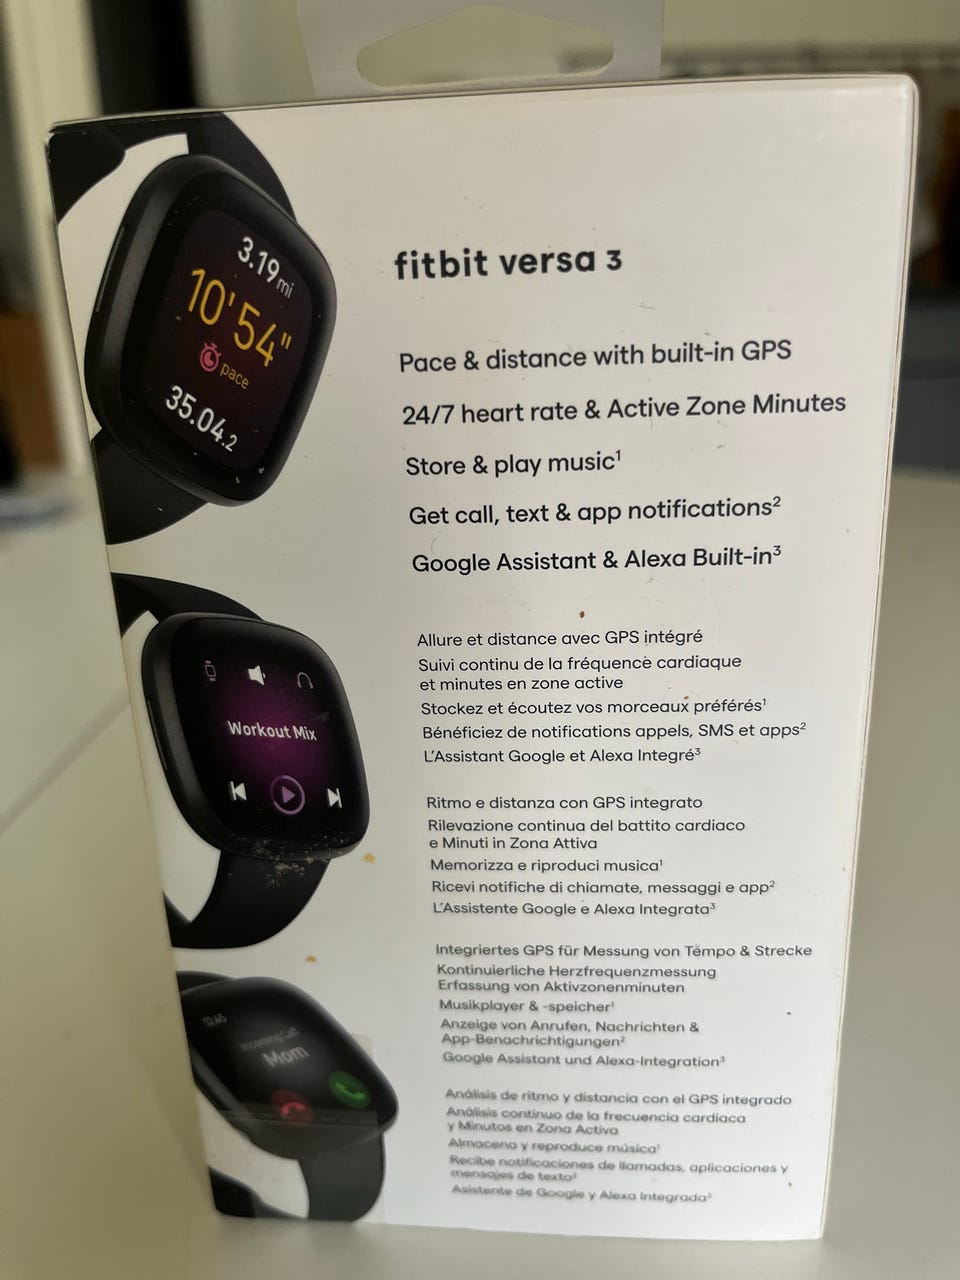 3.19 mi
10'54"
pace
35.04.2
fitbit versa 3
Pace & distance with built-in GPS
24/7 heart rate & Active Zone Minutes
Store & play music¹
Get call, text & app notifications²
Google Assistant & Alexa Built-in³
Workout Mix
Allure et distance avec GPS intégré
Suivi continu de la fréquence cardiaque
et minutes en zone active
Stockez et écoutez vos morceaux préférés¹
Bénéficiez de notifications appels, SMS et apps²
L'Assistant Google et Alexa Integré³
Ritmo e distanza con GPS integrato
Rilevazione continua del battito cardiaco
e Minuti in Zona Attiva
Memorizza e riproduci musica¹
Ricevi notifiche di chiamate, messaggi e app²
L'Assistente Google e Alexa Integrata³
Integriertes GPS für Messung von Tempo & Strecke
Kontinuierliche Herzfrequenzmessung
Erfassung von Aktivzonenminuten
Musikplayer & -speicher¹
Anzeige von Anrufen, Nachrichten &
App-Benachrichtigungen²
Google Assistant und Alexa-Integration³
10:45
Incoming Call
Mom
Análisis de ritmo y distancia con el GPS integrado
Análisis continuo de la frecuencia cardiaca
y Minutos en Zona Activa
Almacena y reproduce música¹
Recibe notificaciones de llamadas, aplicaciones y
mensajes de texto²
Asistente de Google y Alexa Integrada³